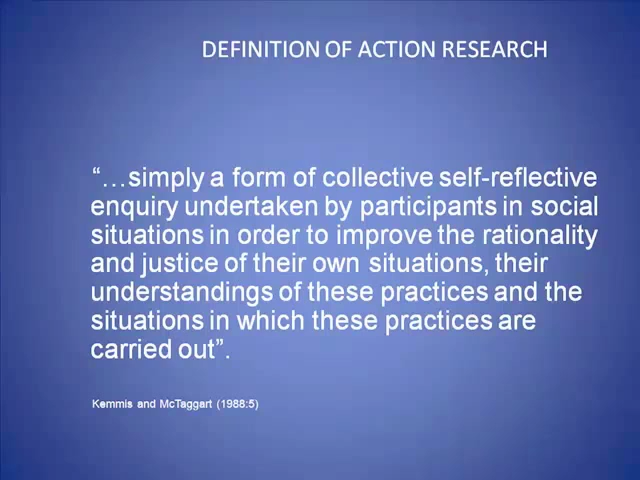 DEFINITION OF ACTION RESEARCH
“…simply a form of collective self-reflective
enquiry undertaken by participants in social
situations in order to improve the rationality
and justice of their own situations, their
understandings of these practices and the
situations in which these practices are
carried out”.
Kemmis and McTaggart (1988:5)